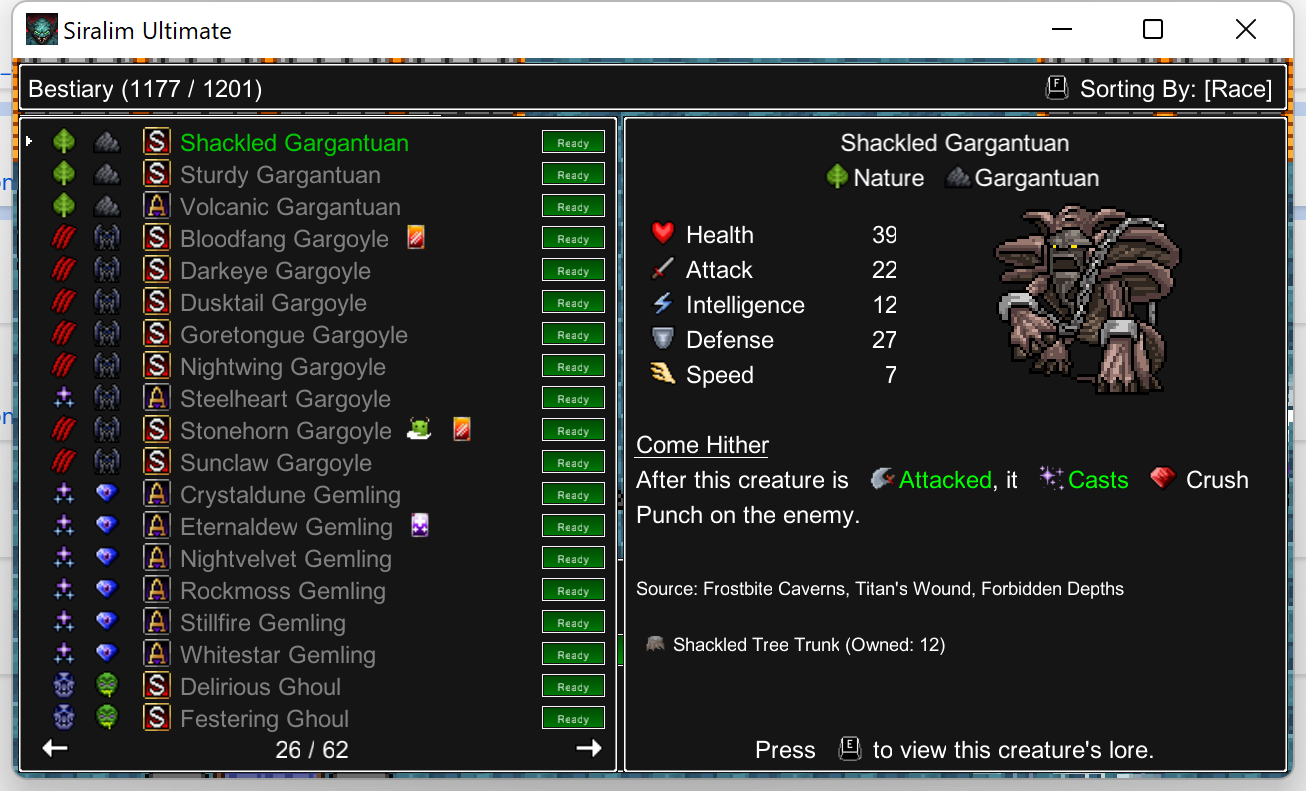 Siralim Ultimate
Bestiary (1177 / 1201)
F Sorting By: [Race]
S Shackled Gargantuan Ready
S Sturdy Gargantuan Ready
A Volcanic Gargantuan Ready
S Bloodfang Gargoyle Ready
S Darkeye Gargoyle Ready
S Dusktail Gargoyle Ready
S Goretongue Gargoyle Ready
S Nightwing Gargoyle Ready
A Steelheart Gargoyle Ready
S Stonehorn Gargoyle Ready
S Sunclaw Gargoyle Ready
A Crystaldune Gemling Ready
A Eternaldew Gemling Ready
A Nightvelvet Gemling Ready
A Rockmoss Gemling Ready
A Stillfire Gemling Ready
A Whitestar Gemling Ready
S Delirious Ghoul Ready
S Festering Ghoul Ready
26 / 62
Shackled Gargantuan
Nature Gargantuan
Health 39
Attack 22
Intelligence 12
Defense 27
Speed 7
Come Hither
After this creature is Attacked, it Casts Crush
Punch on the enemy.
Source: Frostbite Caverns, Titan's Wound, Forbidden Depths
Shackled Tree Trunk (Owned: 12)
Press E to view this creature's lore.